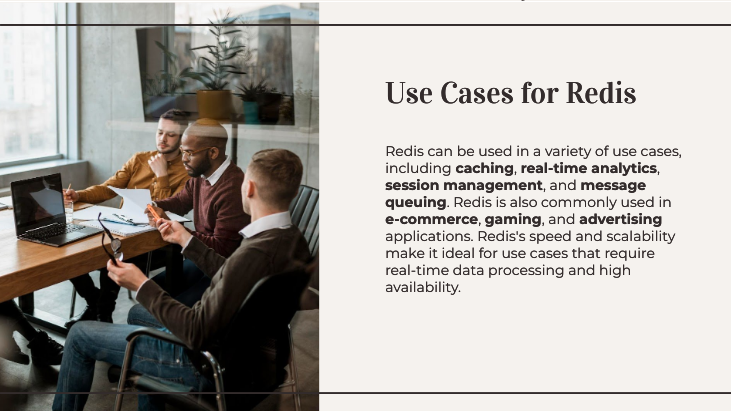 Use Cases for Redis
Redis can be used in a variety of use cases,
including caching, real-time analytics,
session management, and message
queuing. Redis is also commonly used in
e-commerce, gaming, and advertising
applications. Redis's speed and scalability
make it ideal for use cases that require
real-time data processing and high
availability.